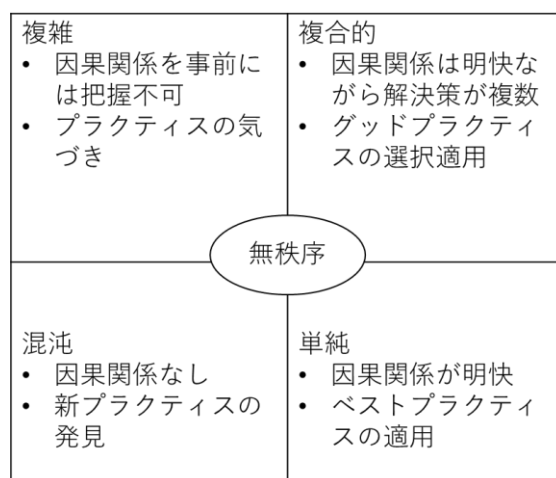 複雑
• 因果関係を事前に
は把握不可
• プラクティスの気
づき
複合的
• 因果関係は明快な
がら解決策が複数
• グッドプラクティ
スの選択適用
無秩序
混沌
• 因果関係なし
• 新プラクティスの
発見
単純
• 因果関係が明快
• ベストプラクティ
スの適用